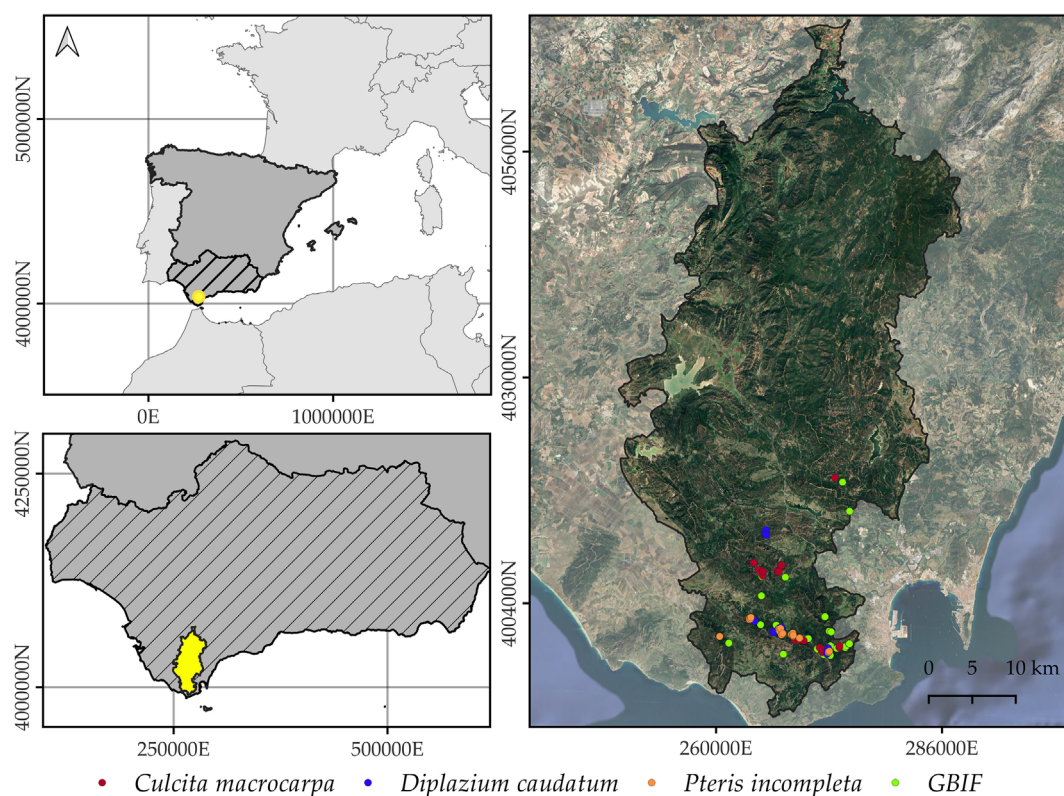 5000000N
4000000N
0E
1000000E
4250000N
4000000N
250000E
500000E
4056000N
4030000N
4004000N
0 5 10 km
260000E
286000E
Culcita macrocarpa
Diplazium caudatum
Pteris incompleta
GBIF